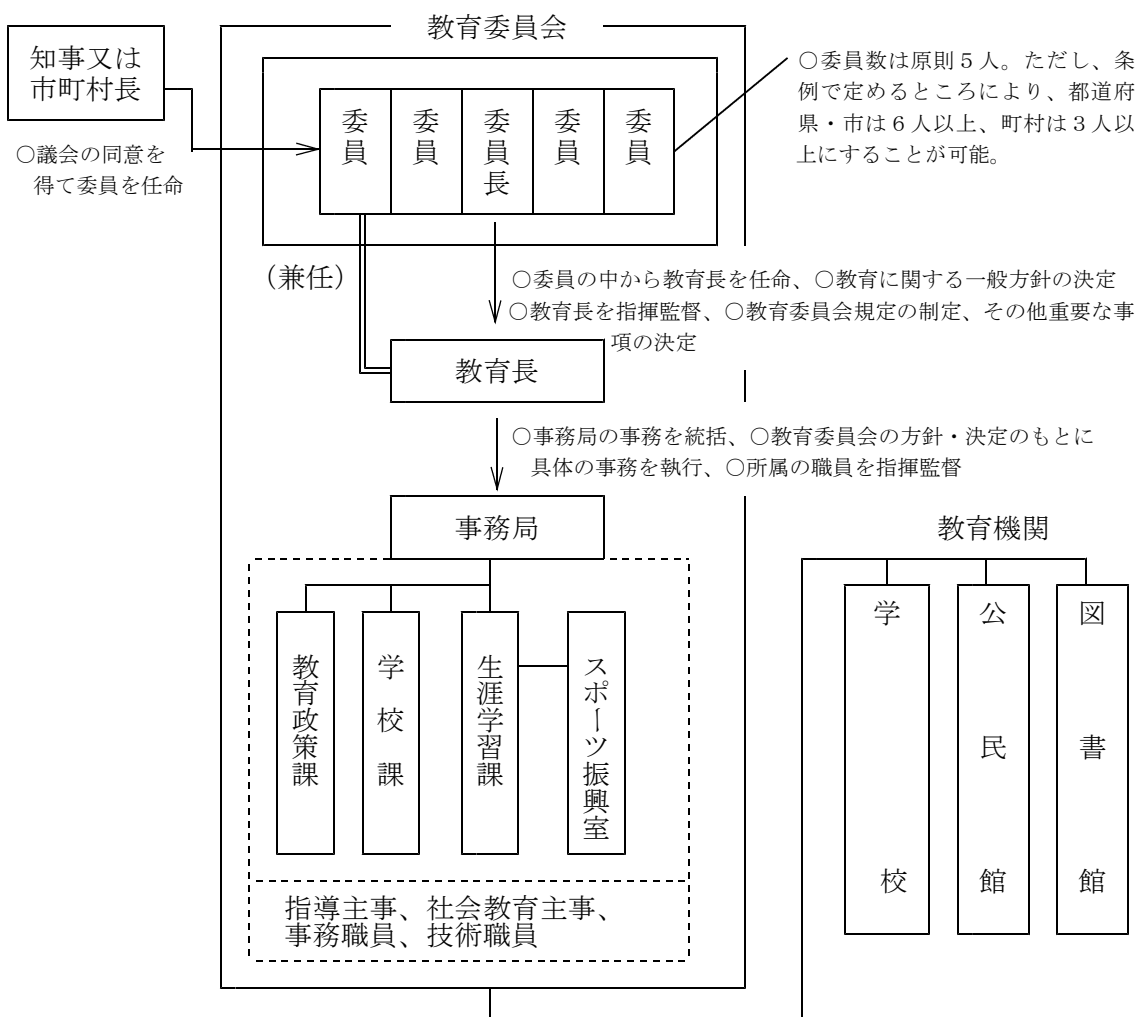 教育委員会
知事又は
市町村長
○議会の同意を
得て委員を任命
委員
委員
委員長
委員
委員
○委員数は原則５人。ただし、条
例で定めるところにより、都道府
県・市は６人以上、町村は３人以
上にすることが可能。
（兼任）
○委員の中から教育長を任命、○教育に関する一般方針の決定
○教育長を指揮監督、○教育委員会規定の制定、その他重要な事
項の決定
教育長
○事務局の事務を統括、○教育委員会の方針・決定のもとに
具体の事務を執行、○所属の職員を指揮監督
事務局
教育政策課
学校課
生涯学習課
スポーツ振興室
指導主事、社会教育主事、
事務職員、技術職員
教育機関
学校
公民館
図書館